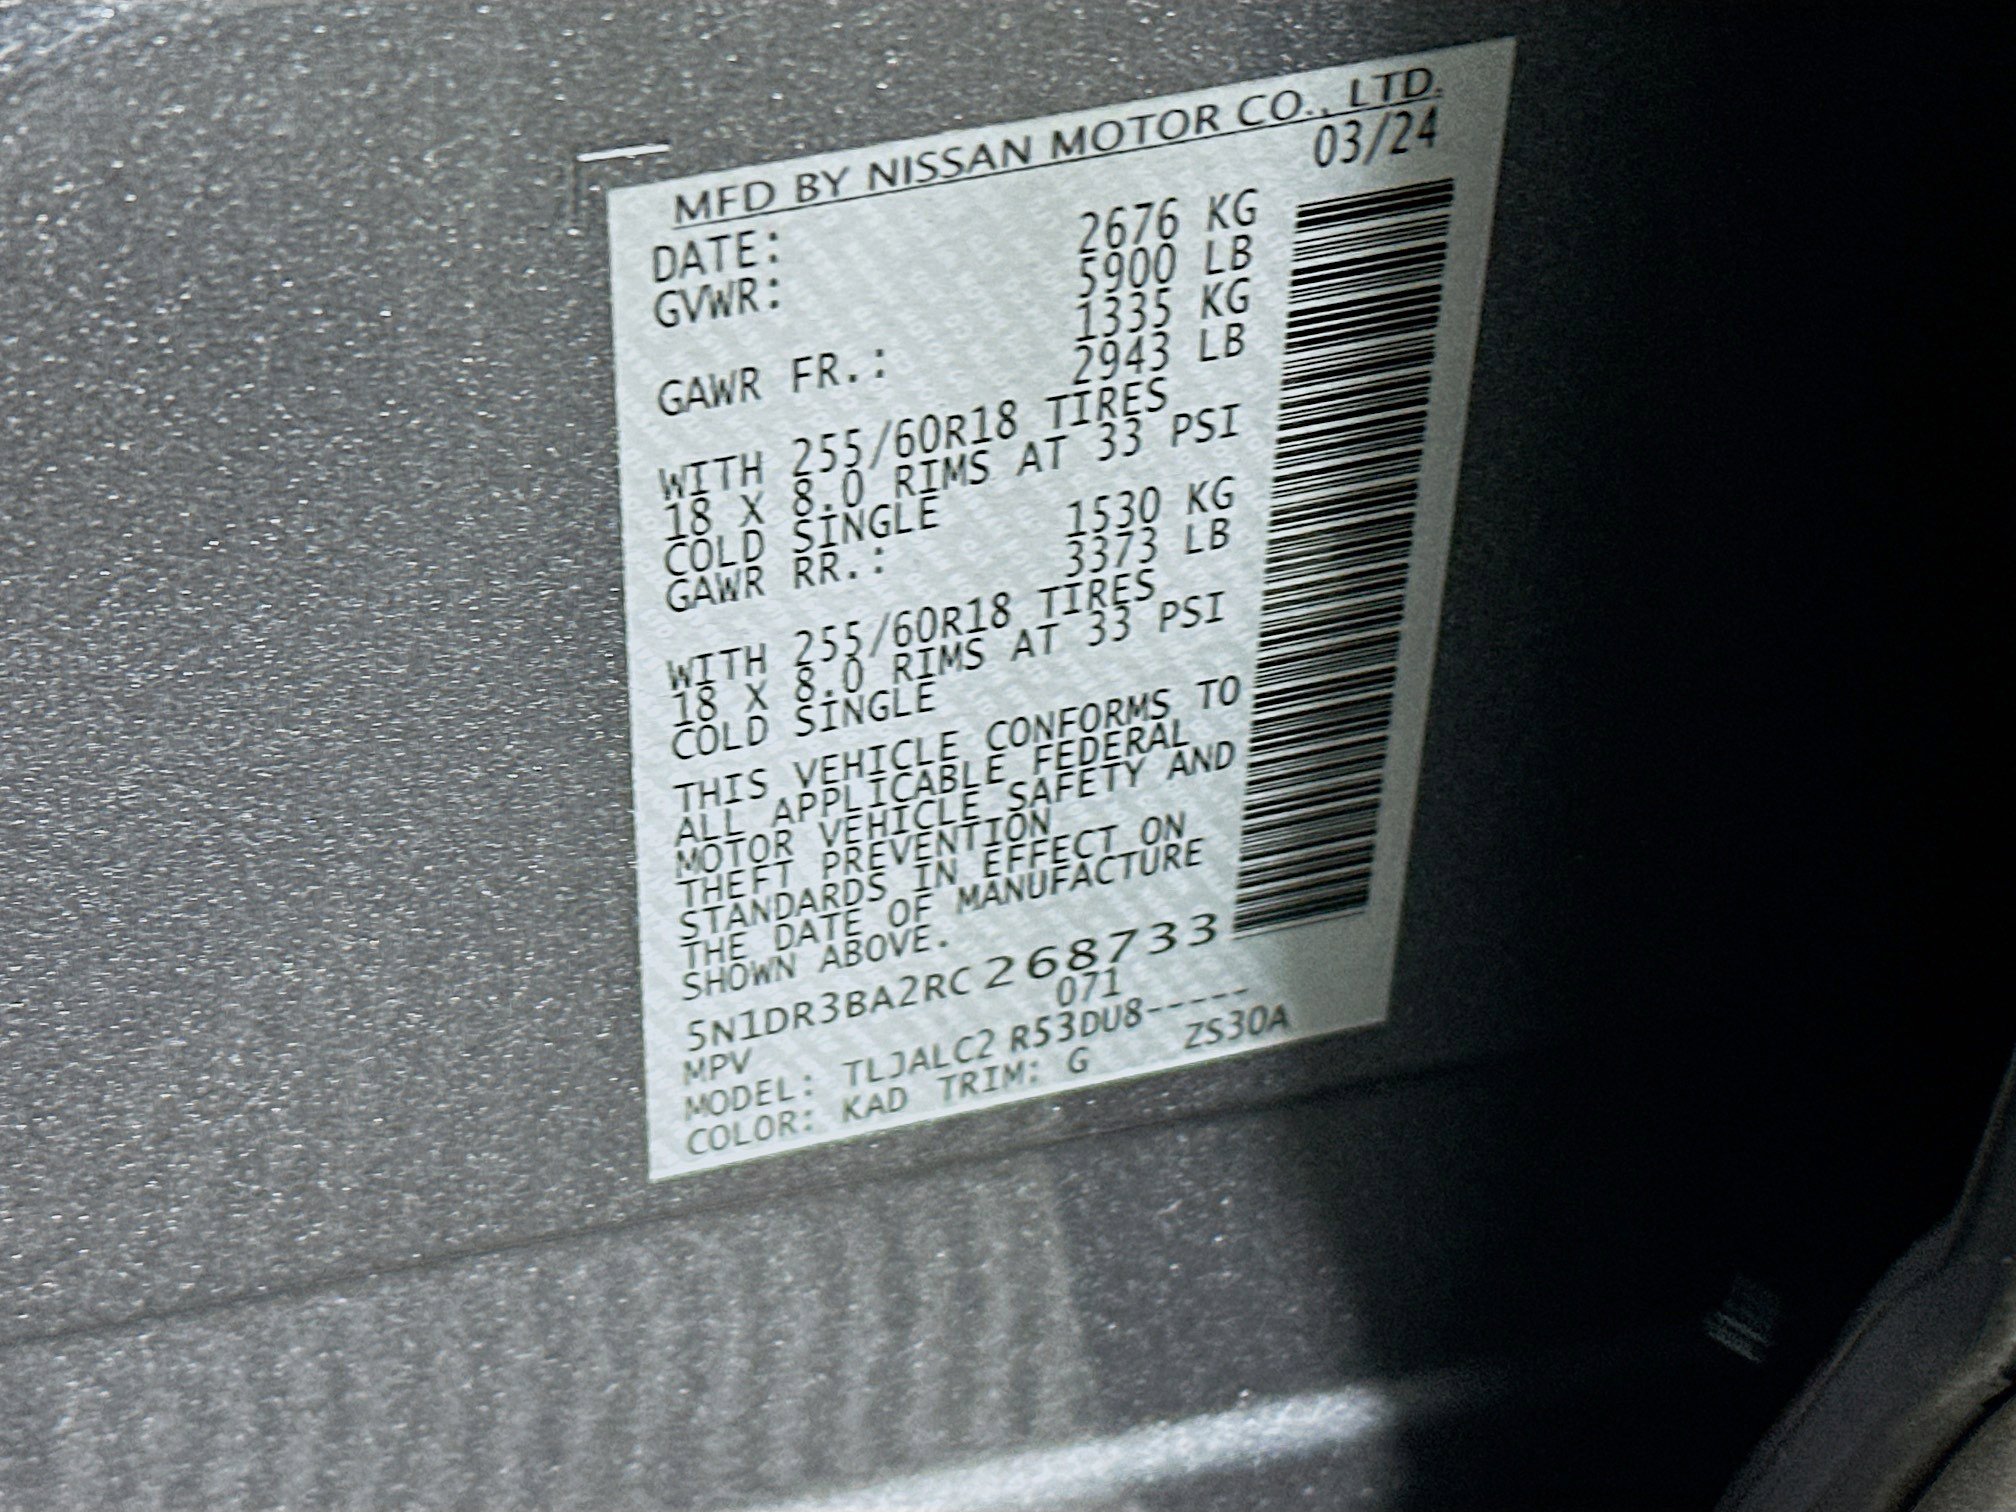 MFD BY NISSAN MOTOR CO., LTD.
DATE: 03/24
GVWR: 2676 KG
5900 LB
GAWR FR.: 1335 KG
2943 LB
WITH 255/60R18 TIRES
18 X 8.0 RIMS AT 33 PSI
COLD SINGLE
GAWR RR.: 1530 KG
3373 LB
WITH 255/60R18 TIRES
18 X 8.0 RIMS AT 33 PSI
COLD SINGLE
THIS VEHICLE CONFORMS TO
ALL APPLICABLE FEDERAL
MOTOR VEHICLE SAFETY AND
THEFT PREVENTION
STANDARDS IN EFFECT ON
THE DATE OF MANUFACTURE
SHOWN ABOVE.
5N1DR3BA2RC268733
MPV 071
MODEL: TLJALC2 R53DU8-----
COLOR: KAD TRIM: G ZS30A